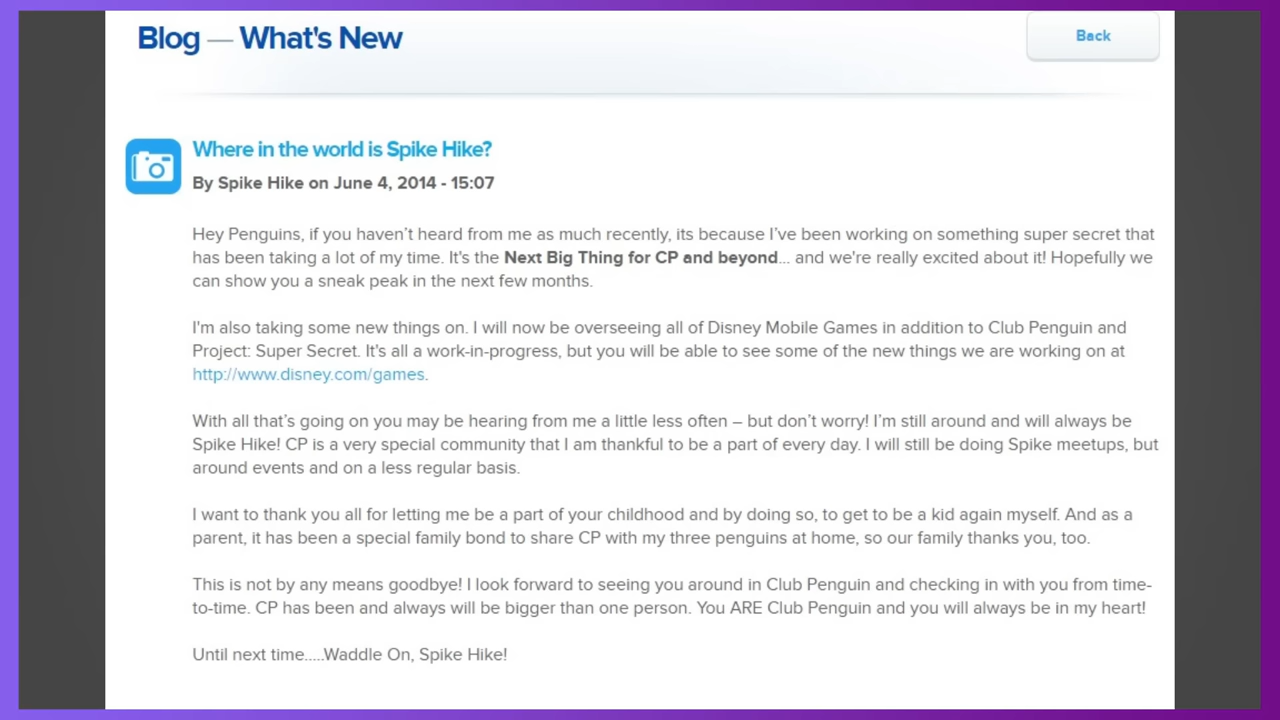 Blog — What's New
Back
Where in the world is Spike Hike?
By Spike Hike on June 4, 2014 - 15:07
Hey Penguins, if you haven’t heard from me as much recently, its because I’ve been working on something super secret that
has been taking a lot of my time. It's the Next Big Thing for CP and beyond... and we're really excited about it! Hopefully we
can show you a sneak peak in the next few months.
I'm also taking some new things on. I will now be overseeing all of Disney Mobile Games in addition to Club Penguin and
Project: Super Secret. It's all a work-in-progress, but you will be able to see some of the new things we are working on at
http://www.disney.com/games.
With all that’s going on you may be hearing from me a little less often – but don’t worry! I’m still around and will always be
Spike Hike! CP is a very special community that I am thankful to be a part of every day. I will still be doing Spike meetups, but
around events and on a less regular basis.
I want to thank you all for letting me be a part of your childhood and by doing so, to get to be a kid again myself. And as a
parent, it has been a special family bond to share CP with my three penguins at home, so our family thanks you, too.
This is not by any means goodbye! I look forward to seeing you around in Club Penguin and checking in with you from time-
to-time. CP has been and always will be bigger than one person. You ARE Club Penguin and you will always be in my heart!
Until next time.....Waddle On, Spike Hike!